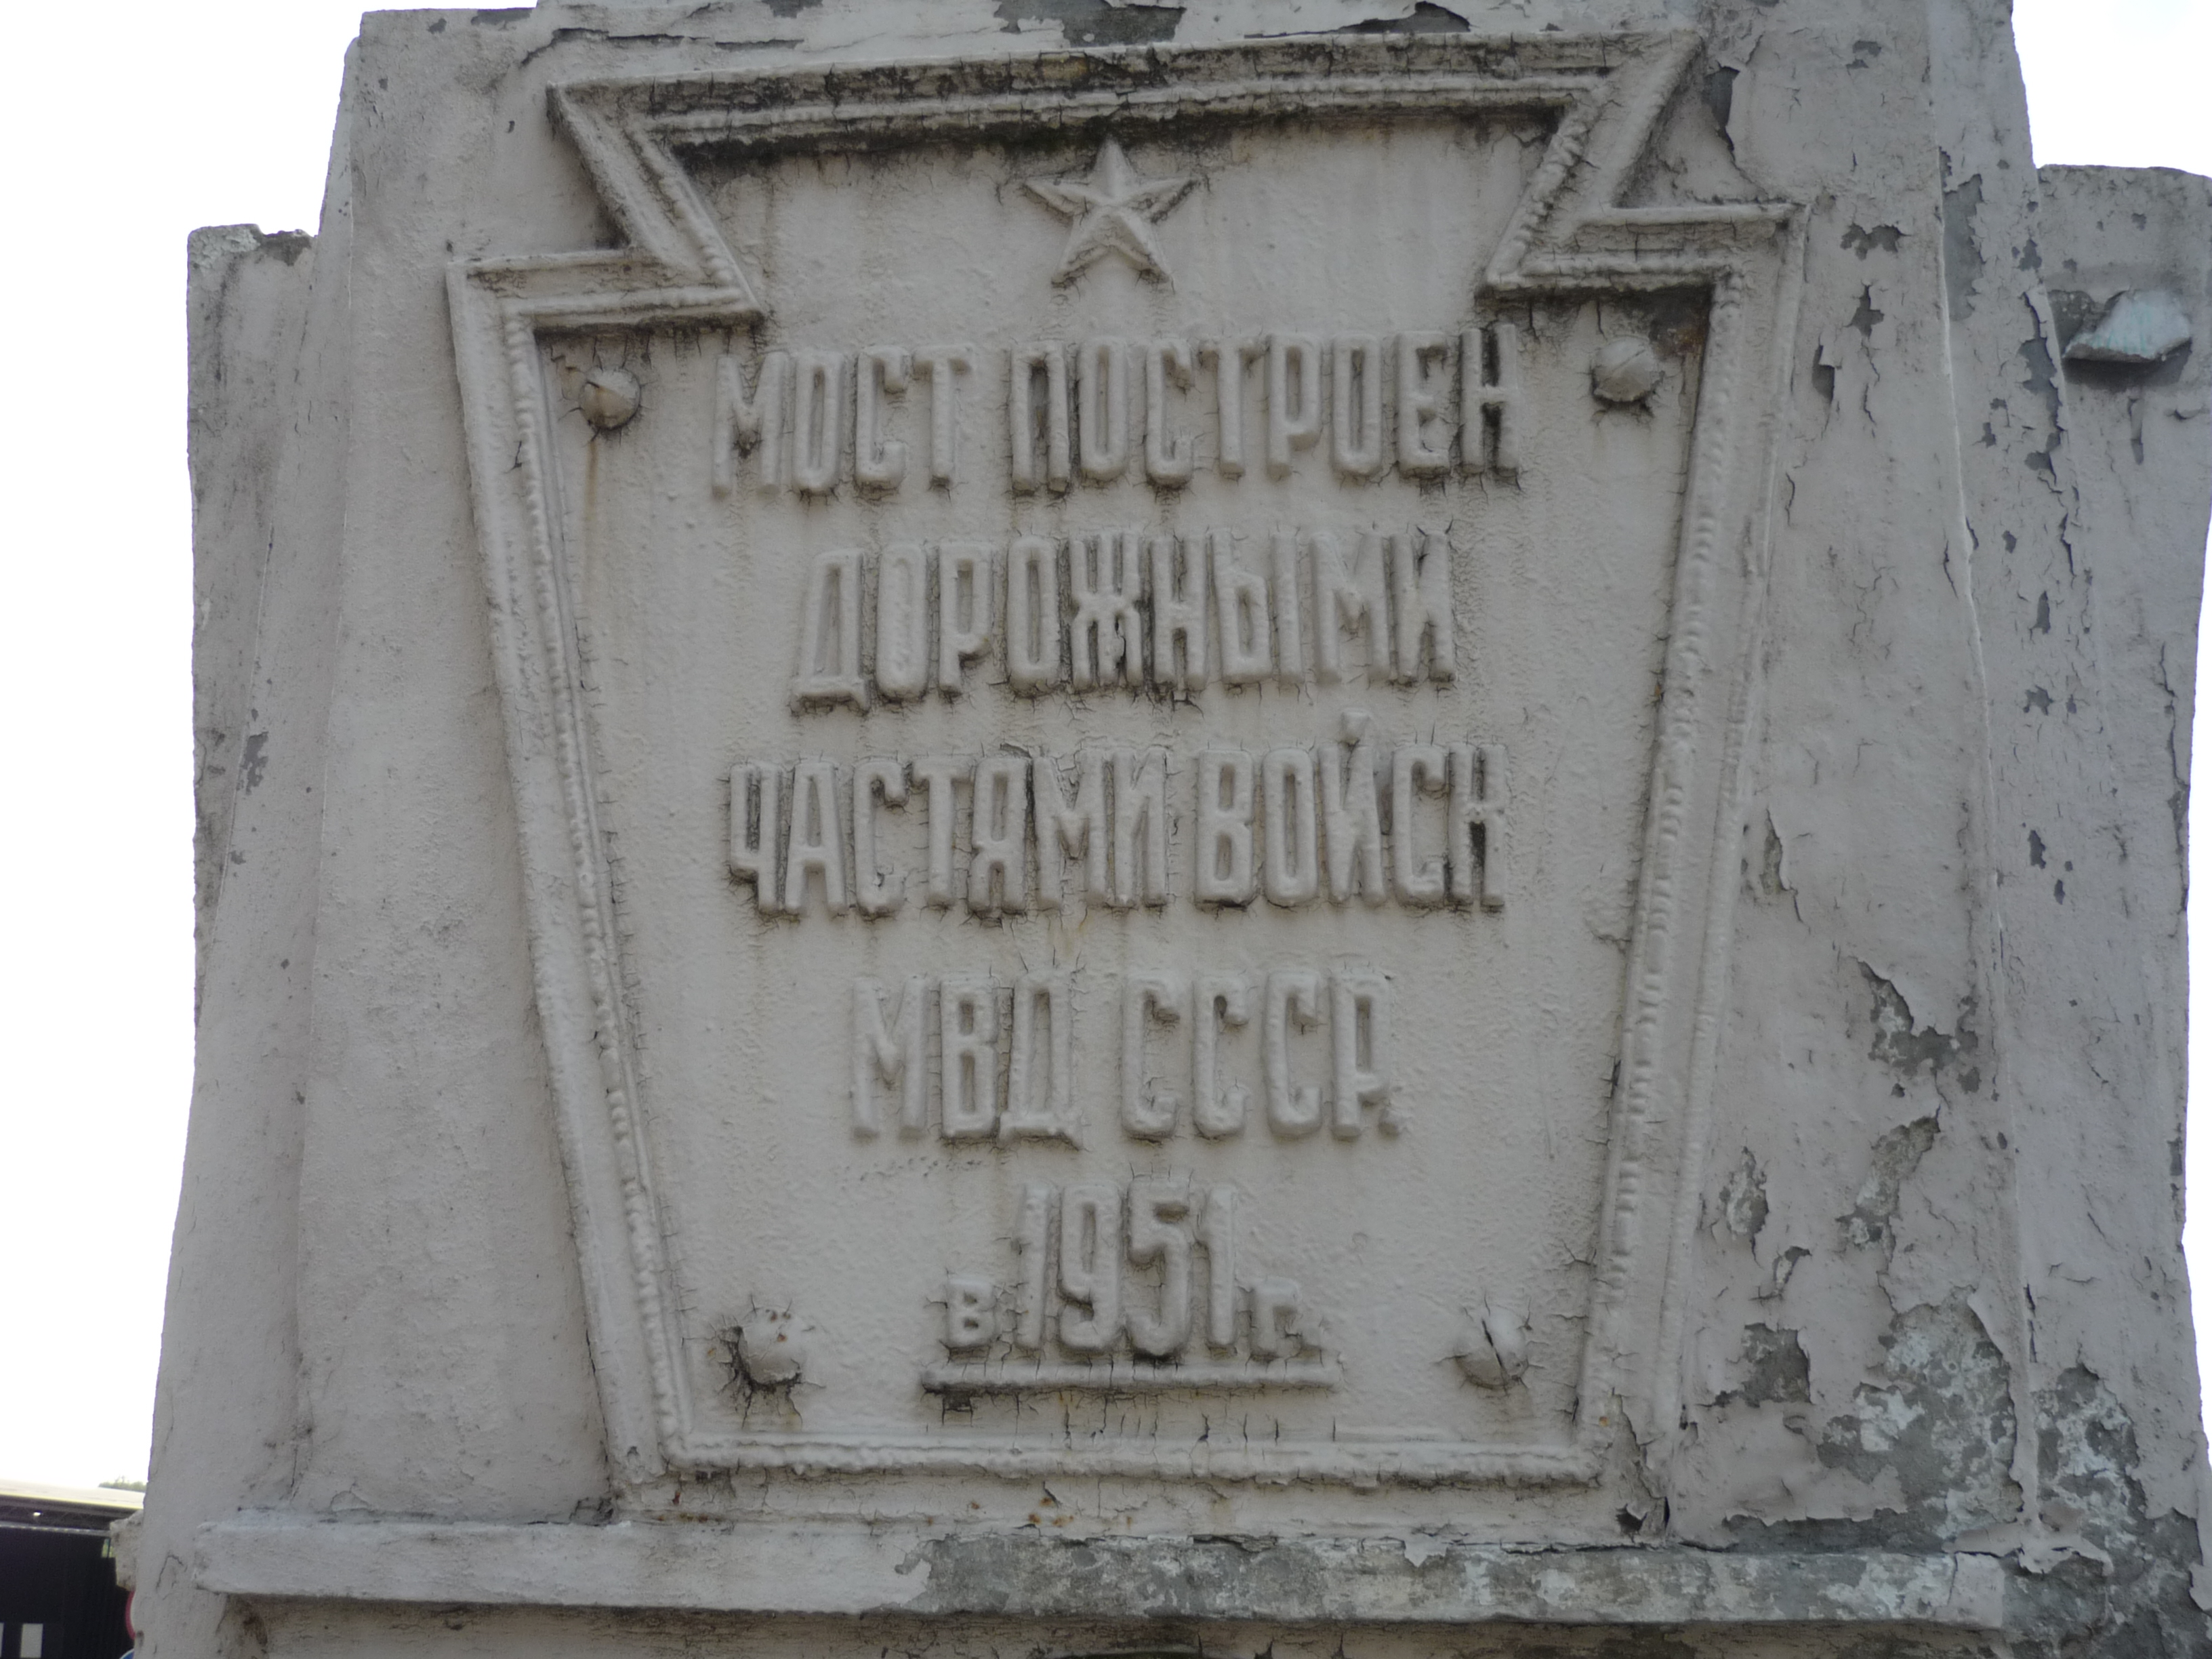 МОСТ ПОСТРОЕН
ДОРОЖНЫМИ
ЧАСТЯМИ ВОЙСК
МВД СССР.
в 1951 г.